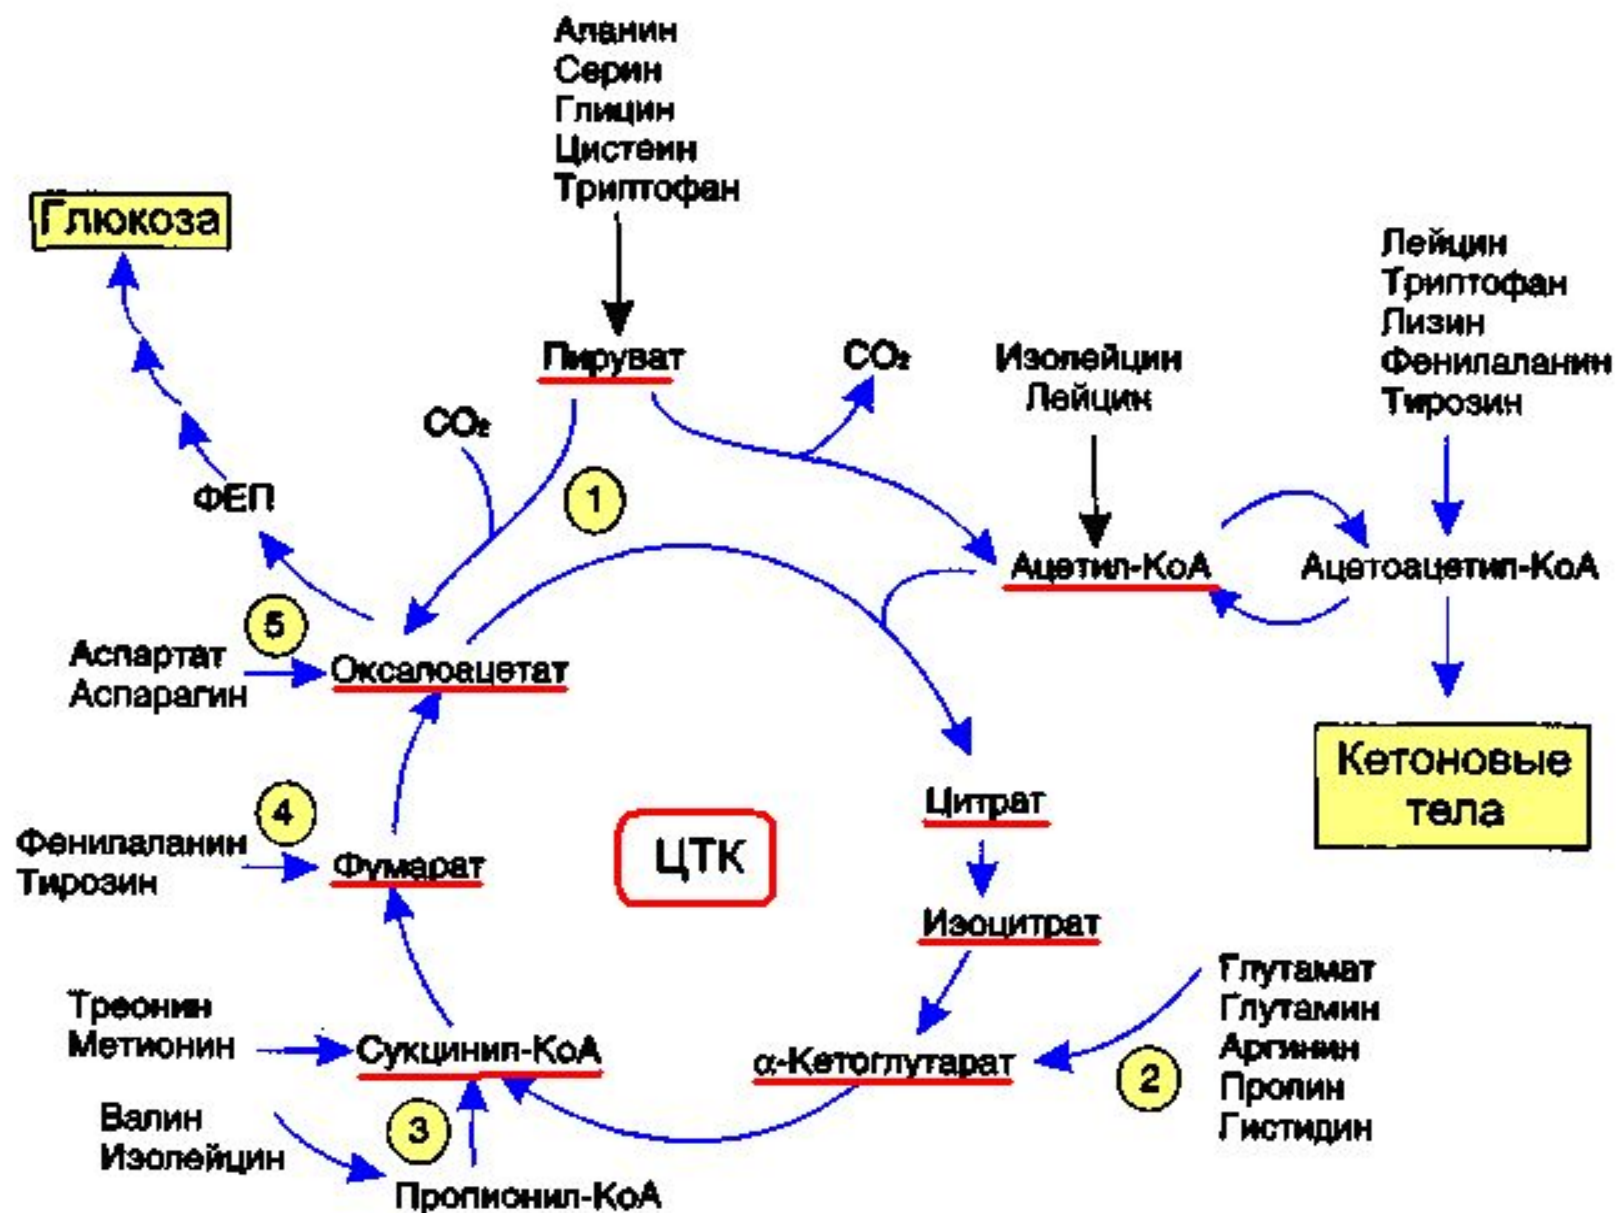 Аланин
Серин
Глицин
Цистеин
Триптофан
Глюкоза
Лейцин
Триптофан
Лизин
Фенилаланин
Тирозин
Пируват
CO₂
Изолейцин
Лейцин
CO₂
ФЕП
1
Ацетил-КоА
Ацетоацетил-КоА
5
Аспартат
Аспарагин
Оксалоацетат
Кетоновые
тела
Цитрат
4
Фенилаланин
Тирозин
Фумарат
ЦТК
Изоцитрат
Глутамат
Глутамин
Аргинин
Пролин
Гистидин
2
Треонин
Метионин
Сукцинил-КоА
α-Кетоглутарат
3
Валин
Изолейцин
Пропионил-КоА